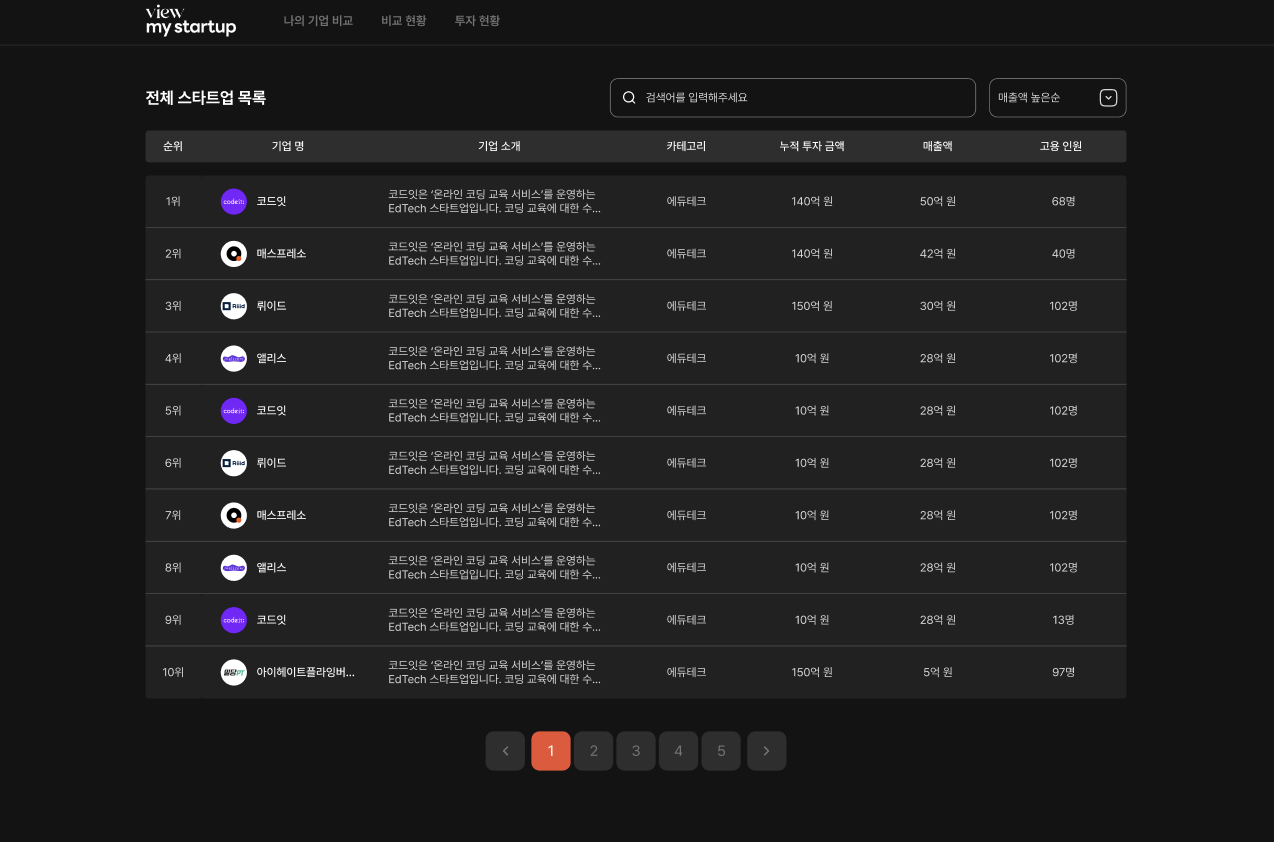 view
my startup
나의 기업 비교 비교 현황 투자 현황
전체 스타트업 목록 검색어를 입력해주세요 매출액 높은순
순위 기업 명 기업 소개 카테고리 누적 투자 금액 매출액 고용 인원
1위 code it: 코드잇 코드잇은 ‘온라인 코딩 교육 서비스’를 운영하는
EdTech 스타트업입니다. 코딩 교육에 대한 수... 에듀테크 140억 원 50억 원 68명
2위 매스프레소 코드잇은 ‘온라인 코딩 교육 서비스’를 운영하는
EdTech 스타트업입니다. 코딩 교육에 대한 수... 에듀테크 140억 원 42억 원 40명
3위 Riiid 뤼이드 코드잇은 ‘온라인 코딩 교육 서비스’를 운영하는
EdTech 스타트업입니다. 코딩 교육에 대한 수... 에듀테크 150억 원 30억 원 102명
4위 앨리스 코드잇은 ‘온라인 코딩 교육 서비스’를 운영하는
EdTech 스타트업입니다. 코딩 교육에 대한 수... 에듀테크 10억 원 28억 원 102명
5위 code it: 코드잇 코드잇은 ‘온라인 코딩 교육 서비스’를 운영하는
EdTech 스타트업입니다. 코딩 교육에 대한 수... 에듀테크 10억 원 28억 원 102명
6위 Riiid 뤼이드 코드잇은 ‘온라인 코딩 교육 서비스’를 운영하는
EdTech 스타트업입니다. 코딩 교육에 대한 수... 에듀테크 10억 원 28억 원 102명
7위 매스프레소 코드잇은 ‘온라인 코딩 교육 서비스’를 운영하는
EdTech 스타트업입니다. 코딩 교육에 대한 수... 에듀테크 10억 원 28억 원 102명
8위 앨리스 코드잇은 ‘온라인 코딩 교육 서비스’를 운영하는
EdTech 스타트업입니다. 코딩 교육에 대한 수... 에듀테크 10억 원 28억 원 102명
9위 code it: 코드잇 코드잇은 ‘온라인 코딩 교육 서비스’를 운영하는
EdTech 스타트업입니다. 코딩 교육에 대한 수... 에듀테크 10억 원 28억 원 13명
10위 밀당PT 아이헤이트플라잉버... 코드잇은 ‘온라인 코딩 교육 서비스’를 운영하는
EdTech 스타트업입니다. 코딩 교육에 대한 수... 에듀테크 150억 원 5억 원 97명
1 2 3 4 5